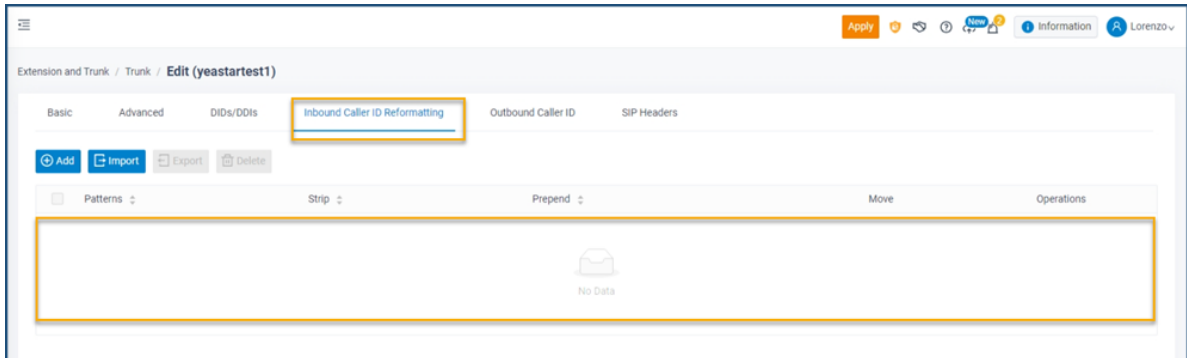 Apply New 2 Information Lorenzo
Extension and Trunk / Trunk / Edit (yeastartest1)
Basic Advanced DIDs/DDIs Inbound Caller ID Reformatting Outbound Caller ID SIP Headers
Add Import Export Delete
Patterns Strip Prepend Move Operations
No Data